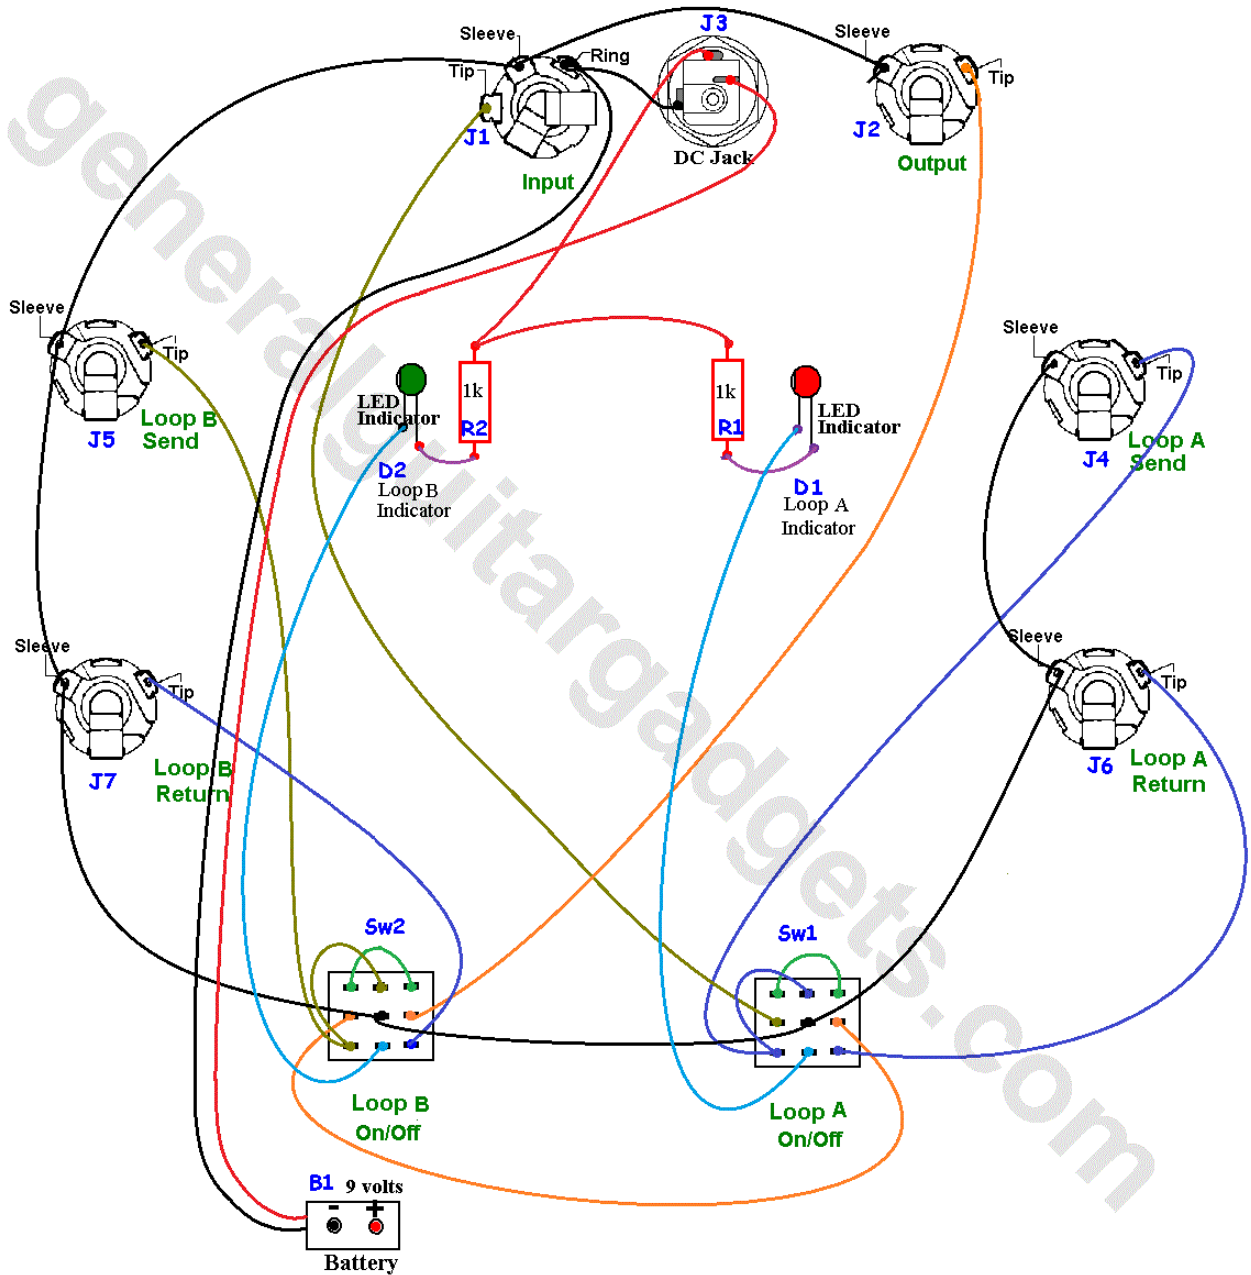 generalguitargadgets.com
Sleeve
Ring
Tip
J1
Input
J3
DC Jack
Sleeve
Tip
J2
Output
Sleeve
Tip
J5
Loop B
Send
LED
Indicator
R2
1k
D2
Loop B
Indicator
1k
R1
LED
Indicator
D1
Loop A
Indicator
Sleeve
Tip
J4
Loop A
Send
Sleeve
Tip
J7
Loop B
Return
Sleeve
Tip
J6
Loop A
Return
Sw2
Loop B
On/Off
Sw1
Loop A
On/Off
B1 9 volts
- +
Battery